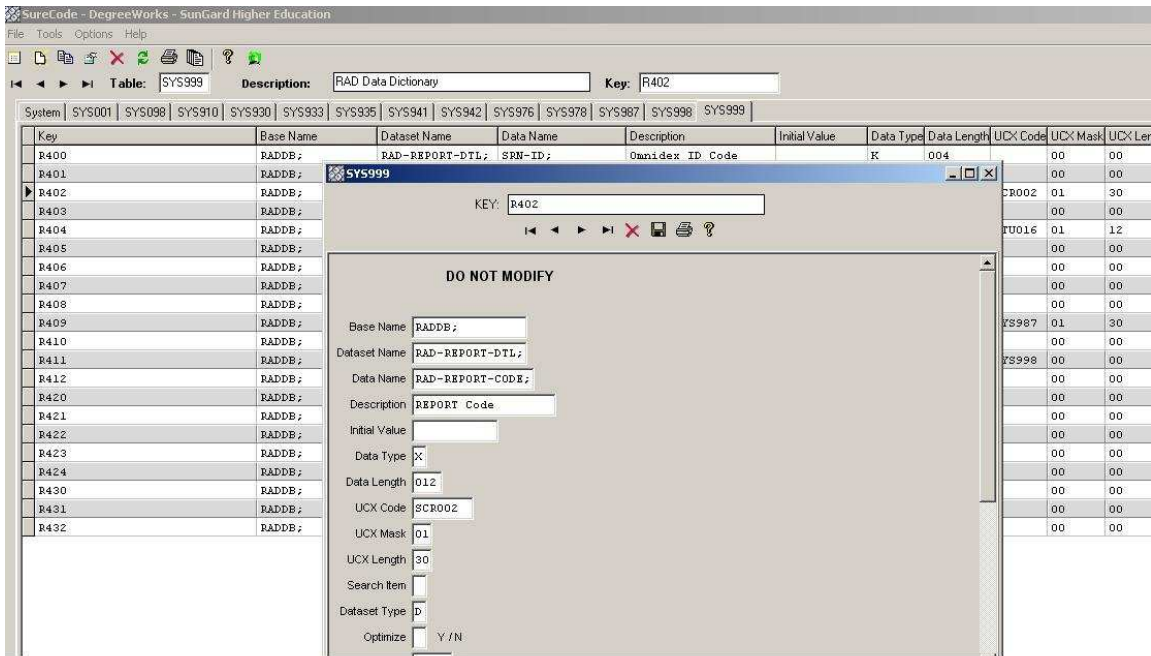 SureCode - DegreeWorks - SunGard Higher Education
File Tools Options Help
Table: SYS999 Description: RAD Data Dictionary Key: R402
System SYS001 SYS098 SYS910 SYS930 SYS933 SYS935 SYS941 SYS942 SYS976 SYS978 SYS987 SYS998 SYS999
Key Base Name Dataset Name Data Name Description Initial Value Data Type Data Length UCX Code UCX Mask UCX Len
R400 RADDB; RAD-REPORT-DTL; SRN-ID; Omnidex ID Code K 004 00 00
R401 RADDB; 00 00
R402 RADDB; CR002 01 30
R403 RADDB; 00 00
R404 RADDB; TU016 01 12
R405 RADDB; 00 00
R406 RADDB; 00 00
R407 RADDB; 00 00
R408 RADDB; 00 00
R409 RADDB; YS987 01 30
R410 RADDB; 00 00
R411 RADDB; YS998 00 00
R412 RADDB; 00 00
R420 RADDB; 00 00
R421 RADDB; 00 00
R422 RADDB; 00 00
R423 RADDB; 00 00
R424 RADDB; 00 00
R430 RADDB; 00 00
R431 RADDB; 00 00
R432 RADDB; 00 00
SYS999
KEY: R402
DO NOT MODIFY
Base Name RADDB;
Dataset Name RAD-REPORT-DTL;
Data Name RAD-REPORT-CODE;
Description REPORT Code
Initial Value
Data Type X
Data Length 012
UCX Code SCR002
UCX Mask 01
UCX Length 30
Search Item
Dataset Type D
Optimize Y / N